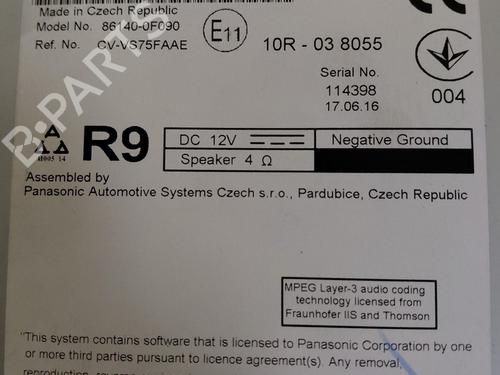 Made in Czech Republic
Model No. 86140-0F090
Ref. No. CV-VS75FAAE
E11
10R - 03 8055
Serial No.
114398
17.06.16
004
R9
DC 12V
Negative Ground
Speaker 4 Ω
Assembled by
Panasonic Automotive Systems Czech s.r.o., Pardubice, Czech Republic
MPEG Layer-3 audio coding
technology licensed from
Fraunhofer IIS and Thomson
"This system contains software that is licensed to Panasonic Corporation by one
or more third parties pursuant to licence agreement(s). Any removal,
B-PARTS